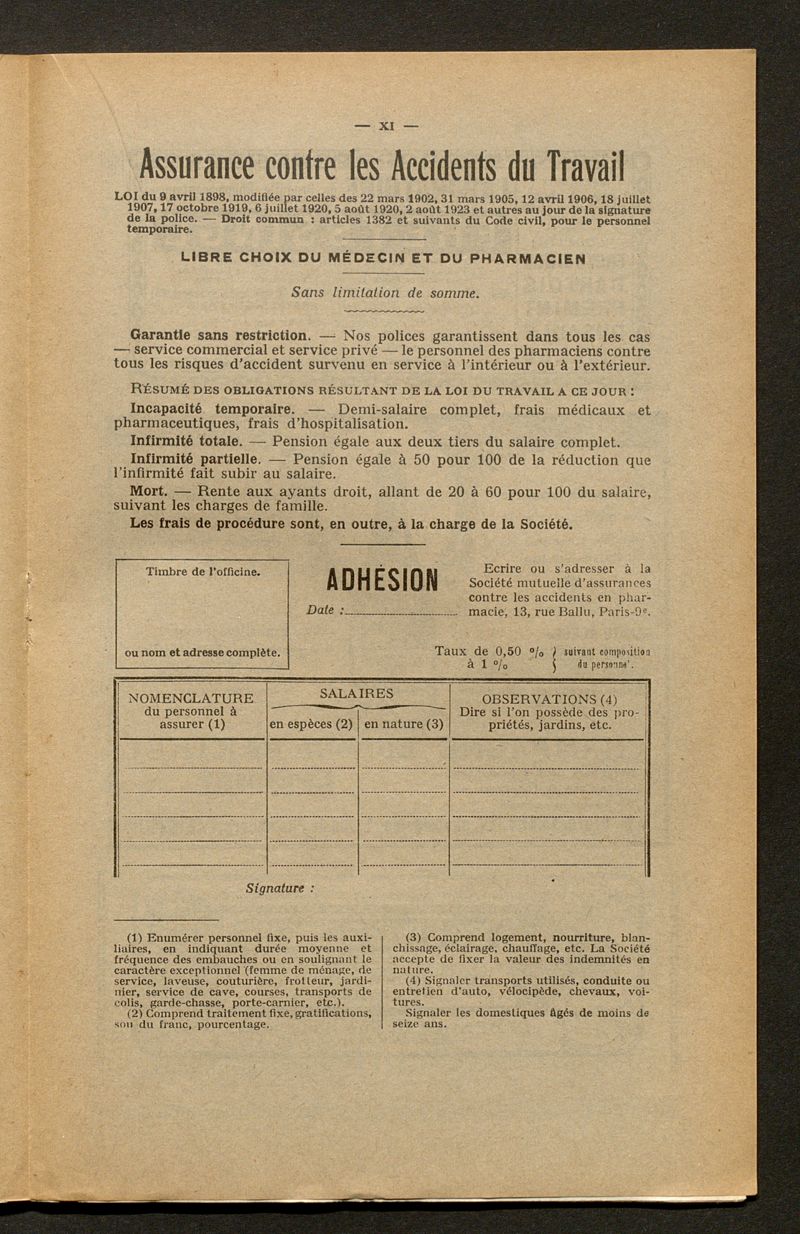 — XI —
Assurance contre les Accidents du Travail
LOI du 9 avril 1898, modifiée par celles des 22 mars 1902, 31 mars 1905, 12 avril 1906, 18 juillet
1907, 17 octobre 1919, 6 juillet 1920, 5 août 1920, 2 août 1923 et autres au jour de la signature
de la police. — Droit commun : articles 1382 et suivants du Code civil, pour le personnel
temporaire.
LIBRE CHOIX DU MÉDECIN ET DU PHARMACIEN
Sans limitation de somme.
Garantie sans restriction. — Nos polices garantissent dans tous les cas
— service commercial et service privé — le personnel des pharmaciens contre
tous les risques d'accident survenu en service à l'intérieur ou à l'extérieur.
RÉSUMÉ DES OBLIGATIONS RÉSULTANT DE LA LOI DU TRAVAIL A CE JOUR :
Incapacité temporaire. — Demi-salaire complet, frais médicaux et
pharmaceutiques, frais d'hospitalisation.
Infirmité totale. — Pension égale aux deux tiers du salaire complet.
Infirmité partielle. — Pension égale à 50 pour 100 de la réduction que
l'infirmité fait subir au salaire.
Mort. — Rente aux ayants droit, allant de 20 à 60 pour 100 du salaire,
suivant les charges de famille.
Les frais de procédure sont, en outre, à la charge de la Société.
Timbre de l'officine.
ou nom et adresse complète.
ADHÉSION
Date :
Ecrire ou s'adresser à la
Société mutuelle d'assurances
contre les accidents en phar-
macie, 13, rue Ballu, Paris-9e.
Taux de 0,50 % } suivant composition
à 1 % } du personnel.
NOMENCLATURE
du personnel à
assurer (1)
SALAIRES
en espèces (2)
en nature (3)
OBSERVATIONS (4)
Dire si l'on possède des pro-
priétés, jardins, etc.
Signature :
(1) Enumérer personnel fixe, puis les auxi-
liaires, en indiquant durée moyenne et
fréquence des embauches ou en soulignant le
caractère exceptionnel (femme de ménage, de
service, laveuse, couturière, frotteur, jardi-
nier, service de cave, courses, transports de
colis, garde-chasse, porte-carnier, etc.).
(2) Comprend traitement fixe, gratifications,
sou du franc, pourcentage.
(3) Comprend logement, nourriture, blan-
chissage, éclairage, chauffage, etc. La Société
accepte de fixer la valeur des indemnités en
nature.
(4) Signaler transports utilisés, conduite ou
entretien d'auto, vélocipède, chevaux, voi-
tures.
Signaler les domestiques âgés de moins de
seize ans.